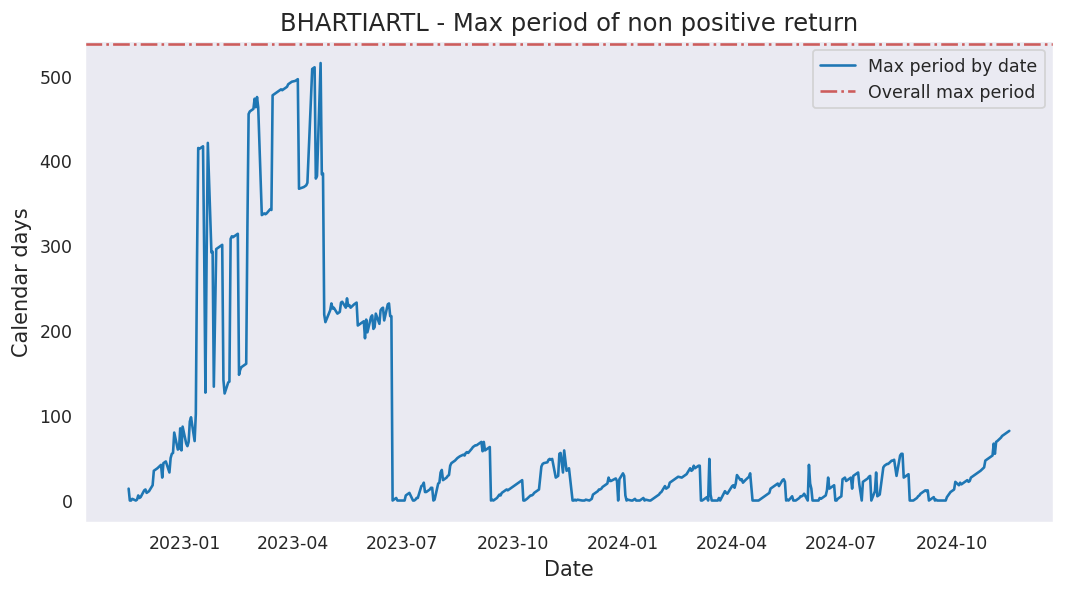 BHARTIARTL - Max period of non positive return
Max period by date
Overall max period
Calendar days
500
400
300
200
100
0
2023-01
2023-04
2023-07
2023-10
2024-01
2024-04
2024-07
2024-10
Date